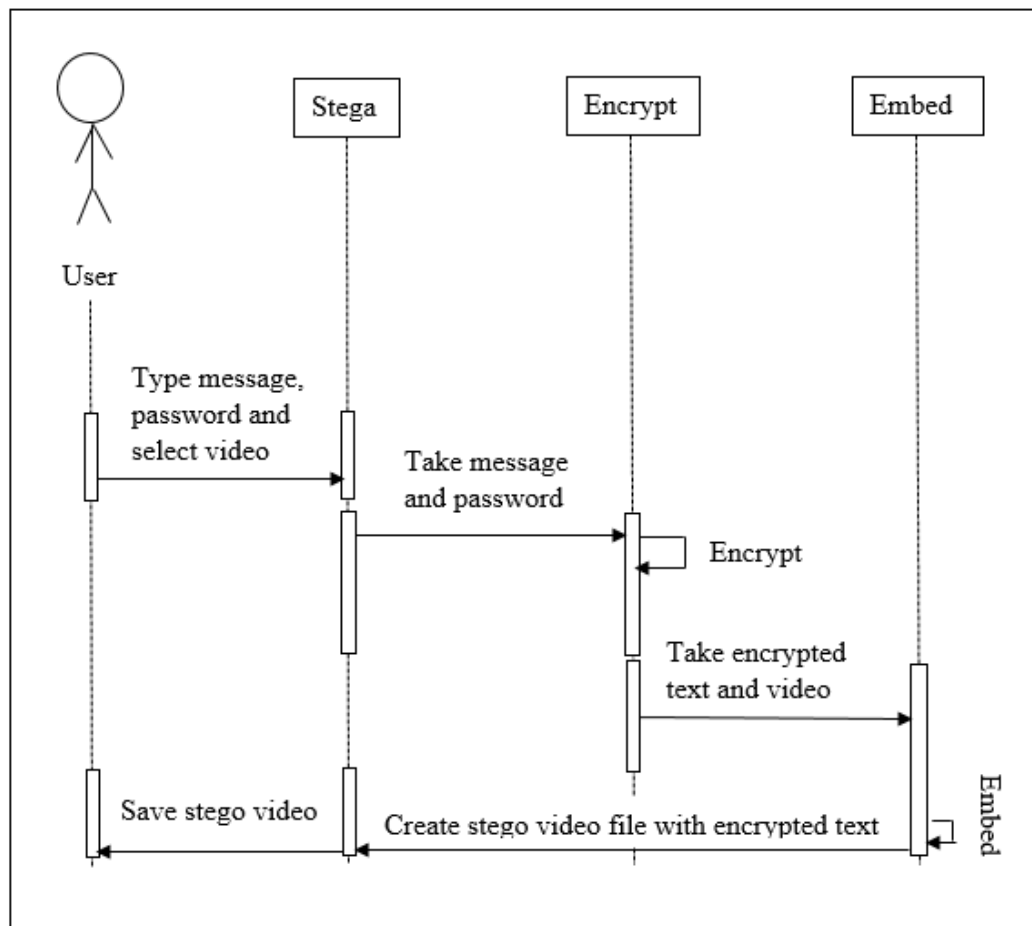 Stega
Encrypt
Embed
User
Type message,
password and
select video
Take message
and password
Encrypt
Take encrypted
text and video
Embed
Save stego video
Create stego video file with encrypted text